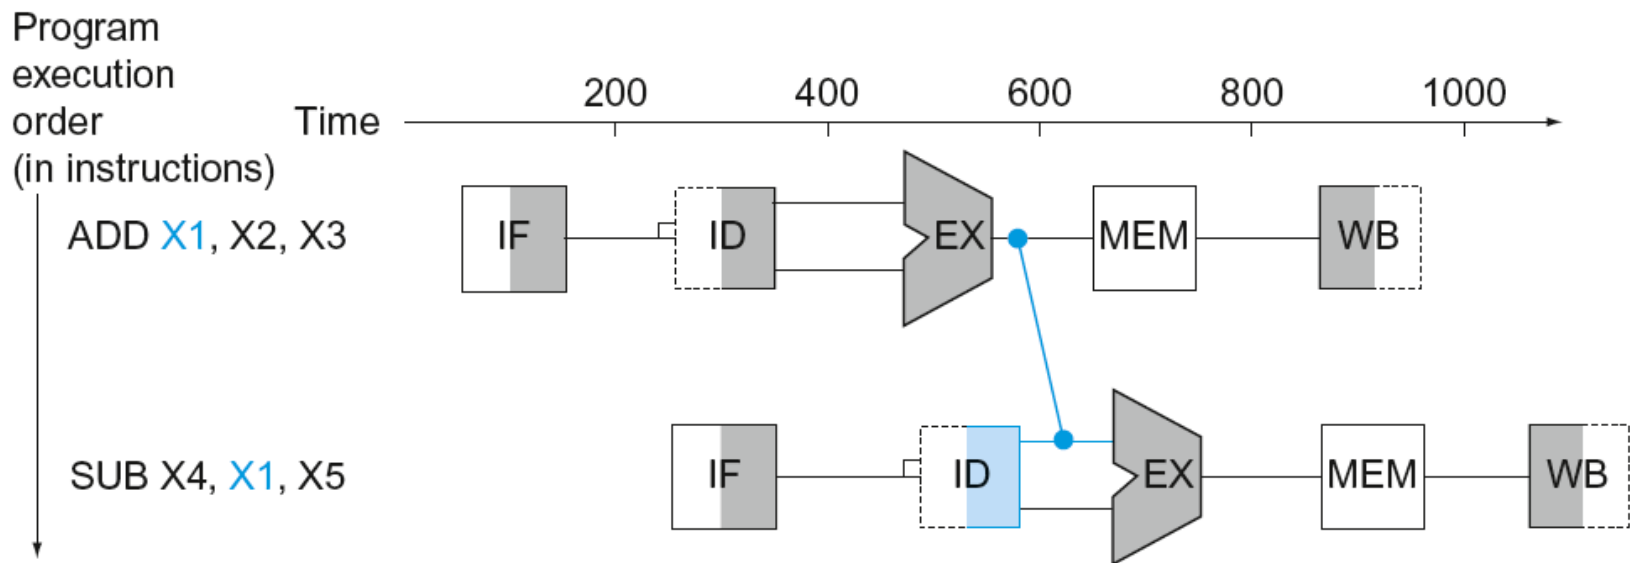 Program
execution
order
(in instructions)
Time
200 400 600 800 1000
ADD X1, X2, X3
IF ID EX MEM WB
SUB X4, X1, X5
IF ID EX MEM WB